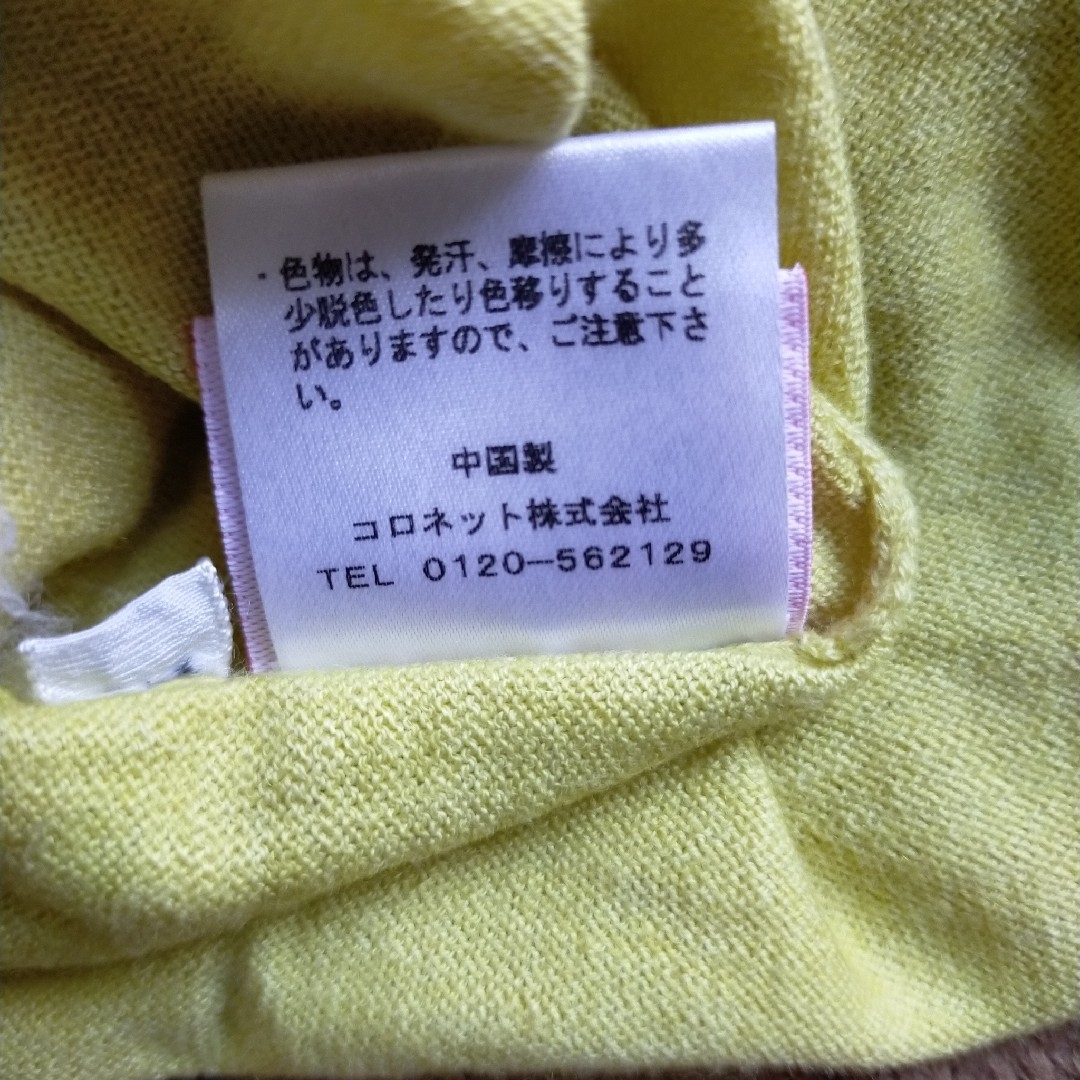 ・色物は、発汗、摩擦により多
少脱色したり色移りすること
がありますので、ご注意下さ
い。
中国製
コロネット株式会社
TEL 0120-562129